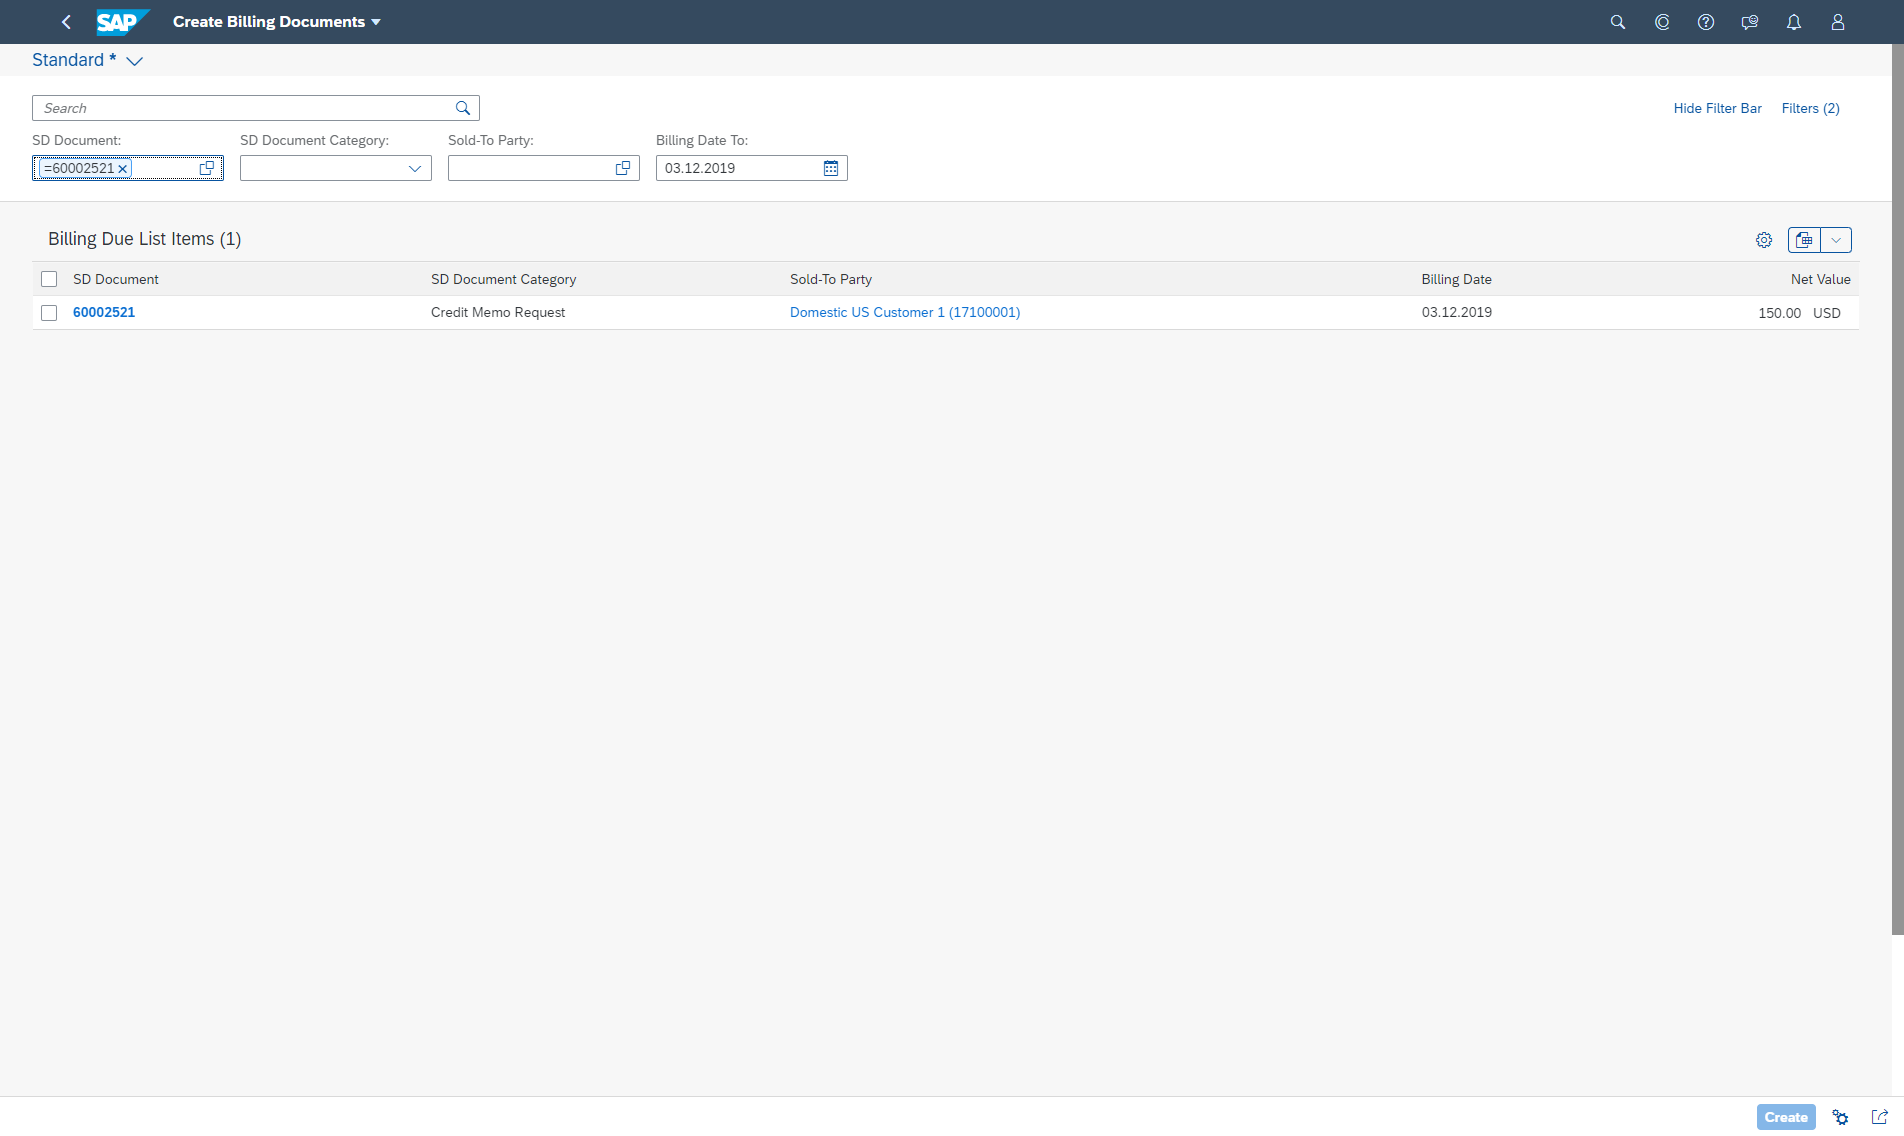 SAP Create Billing Documents
Standard *
Search
Hide Filter Bar Filters (2)
SD Document: SD Document Category: Sold-To Party: Billing Date To:
=60002521 03.12.2019
Billing Due List Items (1)
SD Document SD Document Category Sold-To Party Billing Date Net Value
60002521 Credit Memo Request Domestic US Customer 1 (17100001) 03.12.2019 150.00 USD
Create